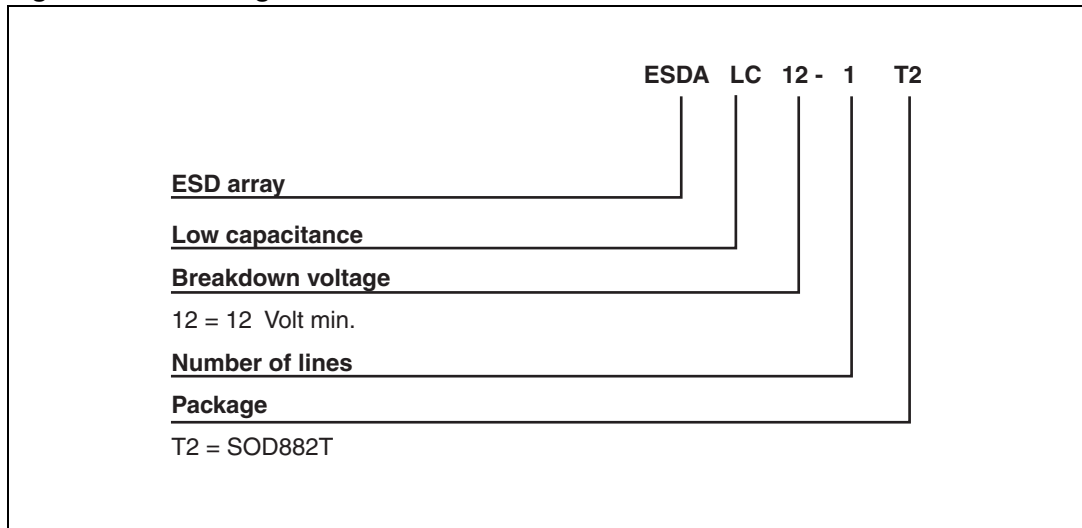 ESDA LC 12 - 1 T2
ESD array
Low capacitance
Breakdown voltage
12 = 12 Volt min.
Number of lines
Package
T2 = SOD882T